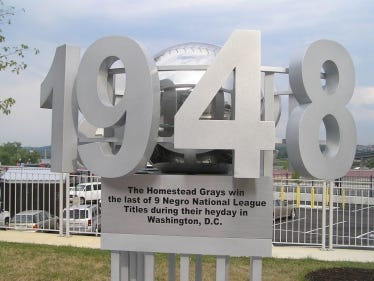 1948
The Homestead Grays win
the last of 9 Negro National League
Titles during their heyday in
Washington, D.C.